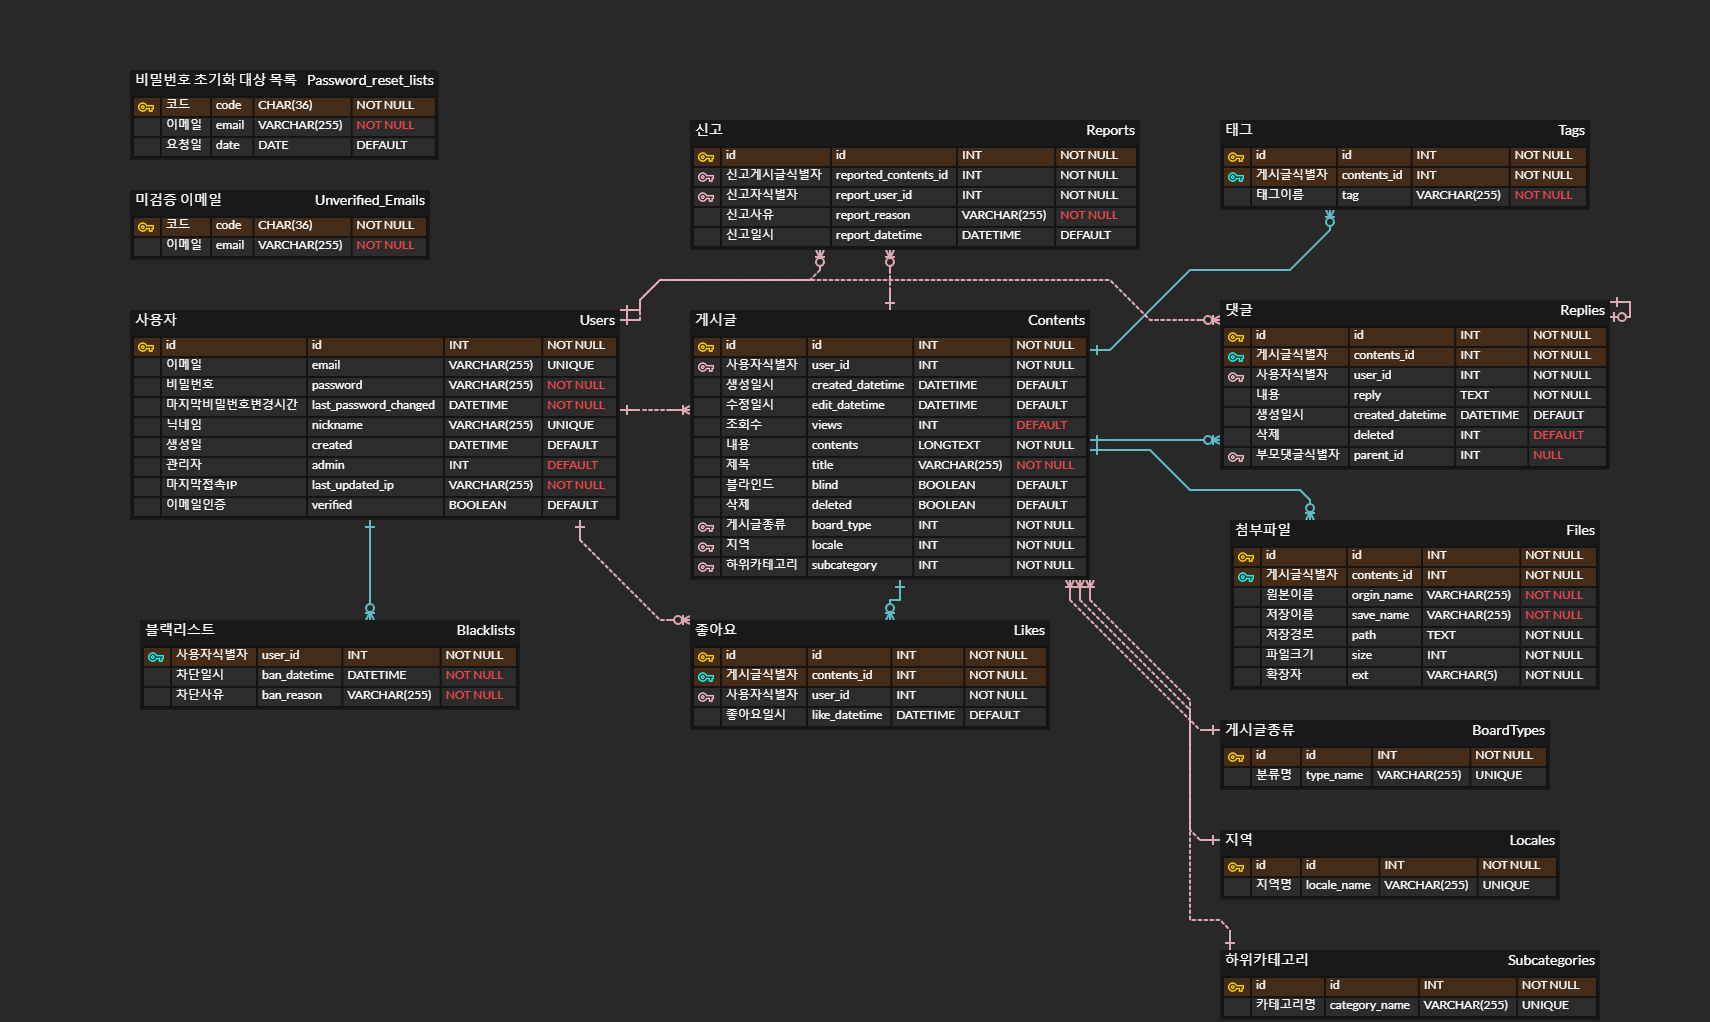 비밀번호 초기화 대상 목록 Password_reset_lists
코드 code CHAR(36) NOT NULL
이메일 email VARCHAR(255) NOT NULL
요청일 date DATE DEFAULT
미검증 이메일 Unverified_Emails
코드 code CHAR(36) NOT NULL
이메일 email VARCHAR(255) NOT NULL
신고 Reports
id id INT NOT NULL
신고게시글식별자 reported_contents_id INT NOT NULL
신고자식별자 report_user_id INT NOT NULL
신고사유 report_reason VARCHAR(255) NOT NULL
신고일시 report_datetime DATETIME DEFAULT
태그 Tags
id id INT NOT NULL
게시글식별자 contents_id INT NOT NULL
태그이름 tag VARCHAR(255) NOT NULL
사용자 Users
id id INT NOT NULL
이메일 email VARCHAR(255) UNIQUE
비밀번호 password VARCHAR(255) NOT NULL
마지막비밀번호변경시간 last_password_changed DATETIME NOT NULL
닉네임 nickname VARCHAR(255) UNIQUE
생성일 created DATETIME DEFAULT
관리자 admin INT DEFAULT
마지막접속IP last_updated_ip VARCHAR(255) NOT NULL
이메일인증 verified BOOLEAN DEFAULT
게시글 Contents
id id INT NOT NULL
사용자식별자 user_id INT NOT NULL
생성일시 created_datetime DATETIME DEFAULT
수정일시 edit_datetime DATETIME DEFAULT
조회수 views INT DEFAULT
내용 contents LONGTEXT NOT NULL
제목 title VARCHAR(255) NOT NULL
블라인드 blind BOOLEAN DEFAULT
삭제 deleted BOOLEAN DEFAULT
게시글종류 board_type INT NOT NULL
지역 locale INT NOT NULL
하위카테고리 subcategory INT NOT NULL
댓글 Replies
id id INT NOT NULL
게시글식별자 contents_id INT NOT NULL
사용자식별자 user_id INT NOT NULL
내용 reply TEXT NOT NULL
생성일시 created_datetime DATETIME DEFAULT
삭제 deleted INT DEFAULT
부모댓글식별자 parent_id INT NULL
첨부파일 Files
id id INT NOT NULL
게시글식별자 contents_id INT NOT NULL
원본이름 orgin_name VARCHAR(255) NOT NULL
저장이름 save_name VARCHAR(255) NOT NULL
저장경로 path TEXT NOT NULL
파일크기 size INT NOT NULL
확장자 ext VARCHAR(5) NOT NULL
블랙리스트 Blacklists
사용자식별자 user_id INT NOT NULL
차단일시 ban_datetime DATETIME NOT NULL
차단사유 ban_reason VARCHAR(255) NOT NULL
좋아요 Likes
id id INT NOT NULL
게시글식별자 contents_id INT NOT NULL
사용자식별자 user_id INT NOT NULL
좋아요일시 like_datetime DATETIME DEFAULT
게시글종류 BoardTypes
id id INT NOT NULL
분류명 type_name VARCHAR(255) UNIQUE
지역 Locales
id id INT NOT NULL
지역명 locale_name VARCHAR(255) UNIQUE
하위카테고리 Subcategories
id id INT NOT NULL
카테고리명 category_name VARCHAR(255) UNIQUE